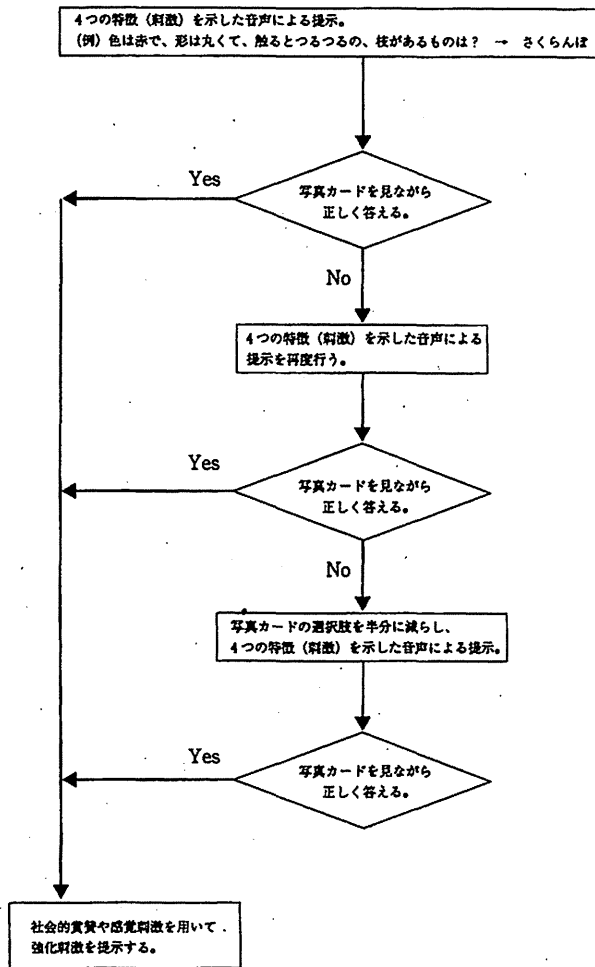 4つの特徴（刺激）を示した音声による提示。
（例）色は赤で、形は丸くて、触るとつるつるの、枝があるものは？ → さくらんぼ
Yes
写真カードを見ながら
正しく答える。
No
4つの特徴（刺激）を示した音声による
提示を再度行う。
Yes
写真カードを見ながら
正しく答える。
No
写真カードの選択肢を半分に減らし、
4つの特徴（刺激）を示した音声による提示。
Yes
写真カードを見ながら
正しく答える。
社会的賞賛や感覚刺激を用いて
強化刺激を提示する。